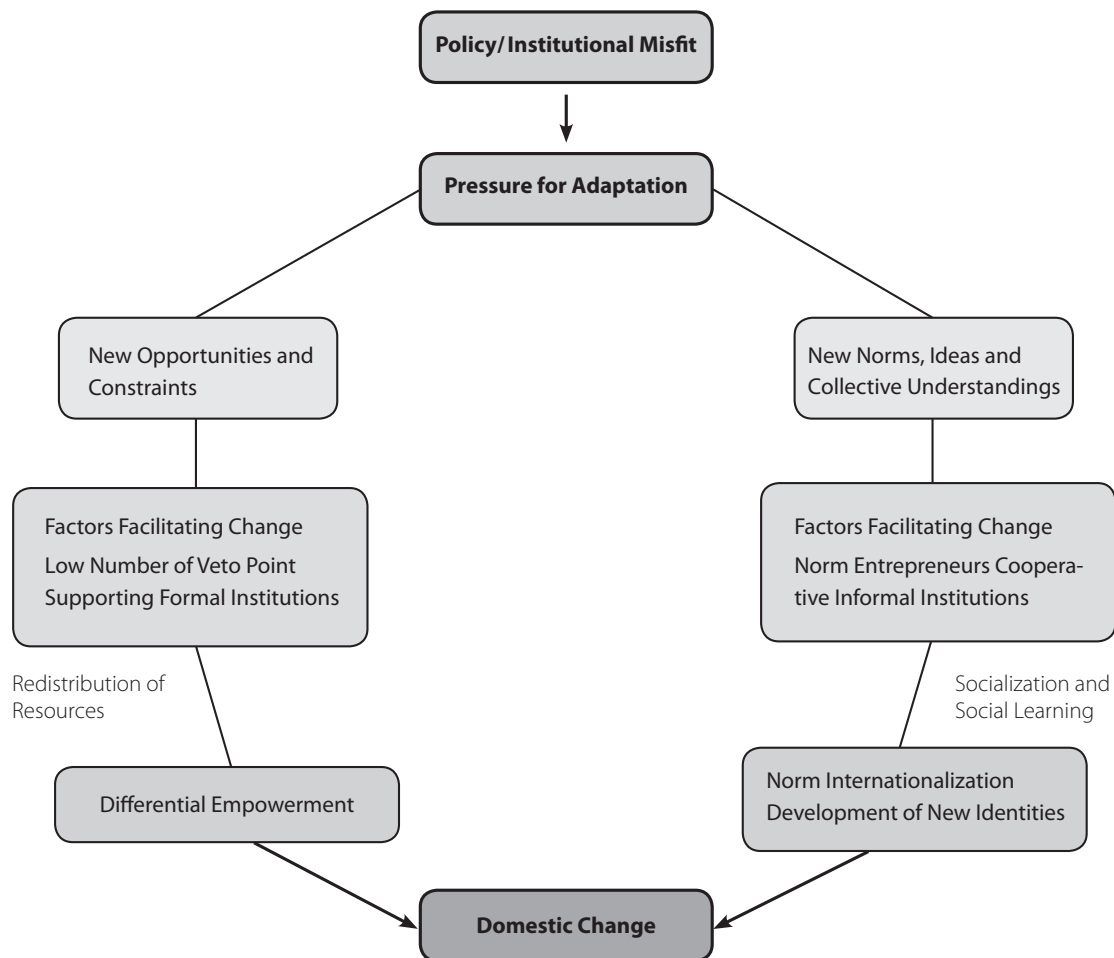 Policy/Institutional Misfit
Pressure for Adaptation
New Opportunities and
Constraints
New Norms, Ideas and
Collective Understandings
Factors Facilitating Change
Low Number of Veto Point
Supporting Formal Institutions
Factors Facilitating Change
Norm Entrepreneurs Coopera-
tive Informal Institutions
Redistribution of
Resources
Socialization and
Social Learning
Differential Empowerment
Norm Internationalization
Development of New Identities
Domestic Change